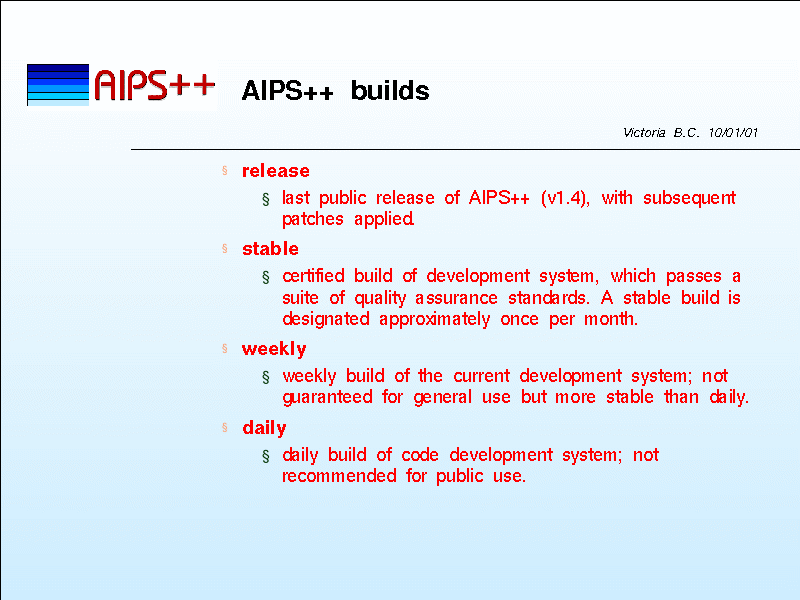 AIPS++
AIPS++ builds
Victoria B.C. 10/01/01
§ release
§ last public release of AIPS++ (v1.4), with subsequent
patches applied.
§ stable
§ certified build of development system, which passes a
suite of quality assurance standards. A stable build is
designated approximately once per month.
§ weekly
§ weekly build of the current development system; not
guaranteed for general use but more stable than daily.
§ daily
§ daily build of code development system; not
recommended for public use.